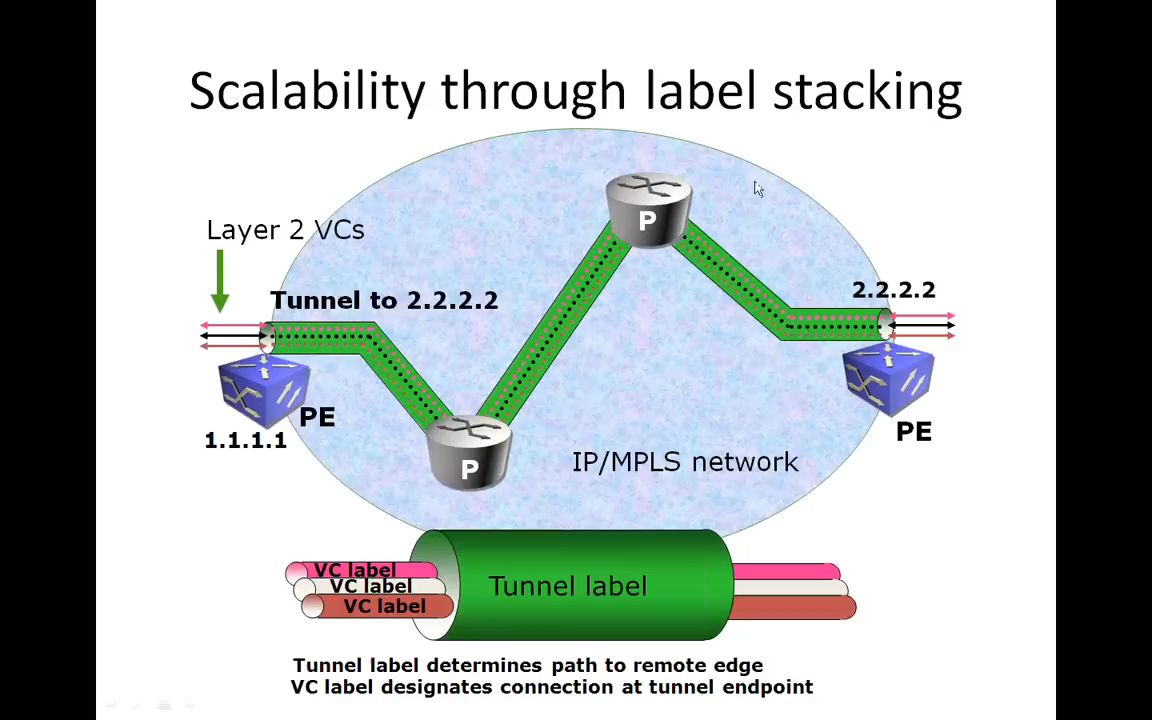 Scalability through label stacking
P
Layer 2 VCs
2.2.2.2
Tunnel to 2.2.2.2
PE
1.1.1.1
PE
P
IP/MPLS network
VC label
VC label
VC label
Tunnel label
Tunnel label determines path to remote edge
VC label designates connection at tunnel endpoint